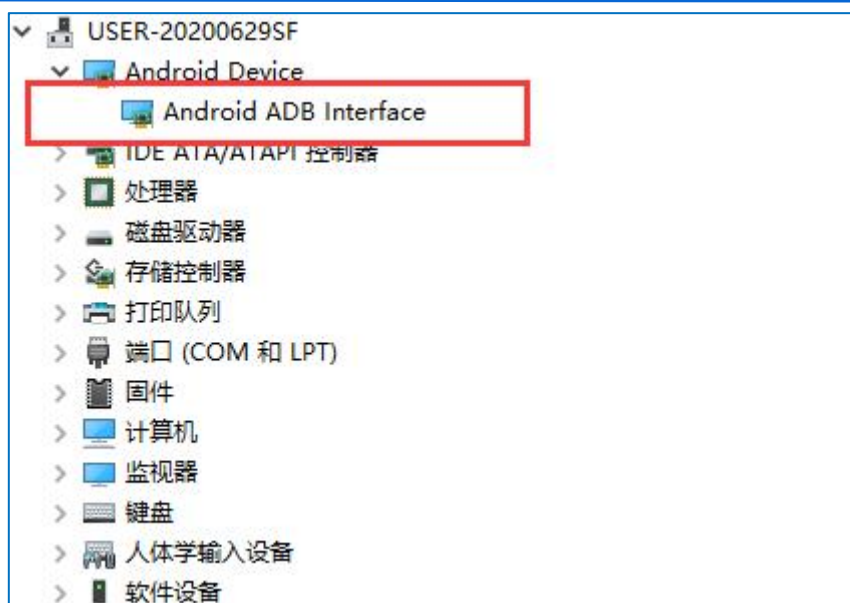 USER-20200629SF
Android Device
Android ADB Interface
IDE ATA/ATAPI 控制器
处理器
磁盘驱动器
存储控制器
打印队列
端口 (COM 和 LPT)
固件
计算机
监视器
键盘
人体学输入设备
软件设备